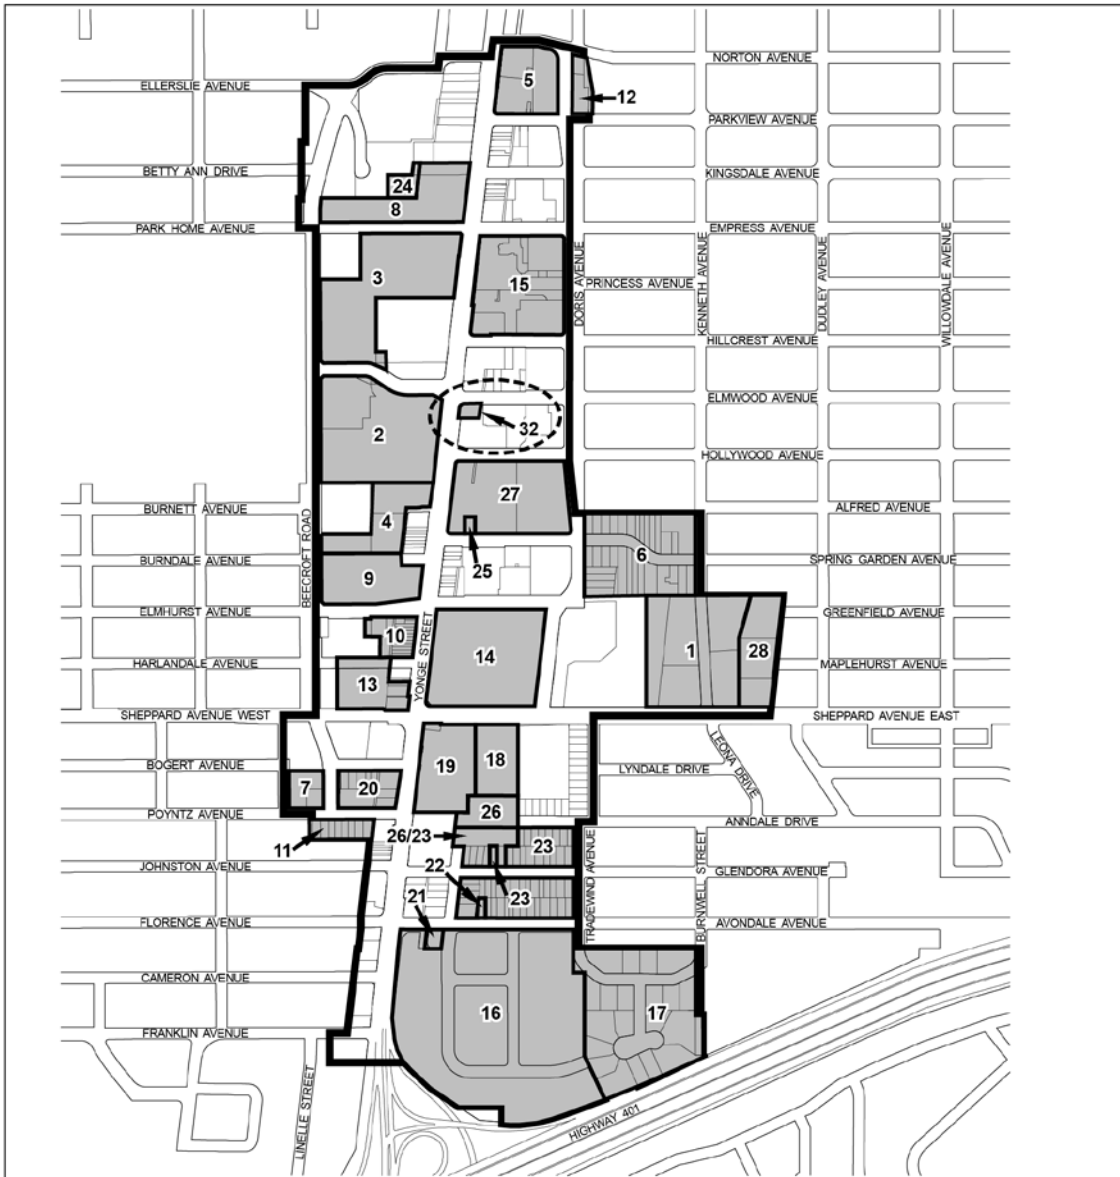 NORTON AVENUE
5
ELLERSLIE AVENUE
12
PARKVIEW AVENUE
BETTY ANN DRIVE
KINGSDALE AVENUE
24
8
PARK HOME AVENUE
EMPRESS AVENUE
3
15
DORIS AVENUE
PRINCESS AVENUE
KENNETH AVENUE
DUDLEY AVENUE
WILLOWDALE AVENUE
HILLCREST AVENUE
ELMWOOD AVENUE
32
2
HOLLYWOOD AVENUE
27
BURNETT AVENUE
ALFRED AVENUE
4
BEECROFT ROAD
6
BURNDALE AVENUE
SPRING GARDEN AVENUE
25
9
ELMHURST AVENUE
GREENFIELD AVENUE
10
YONGE STREET
14
1
28
HARLANDALE AVENUE
MAPLEHURST AVENUE
13
SHEPPARD AVENUE WEST
SHEPPARD AVENUE EAST
BOGERT AVENUE
19
18
LYNDALE DRIVE
LEONA DRIVE
7
20
POYNTZ AVENUE
26
ANNDALE DRIVE
11
26/23
23
JOHNSTON AVENUE
22
TRADEWIND AVENUE
BURNWELL STREET
GLENDORA AVENUE
21
23
FLORENCE AVENUE
AVONDALE AVENUE
CAMERON AVENUE
16
17
FRANKLIN AVENUE
LINELLE STREET
HIGHWAY 401